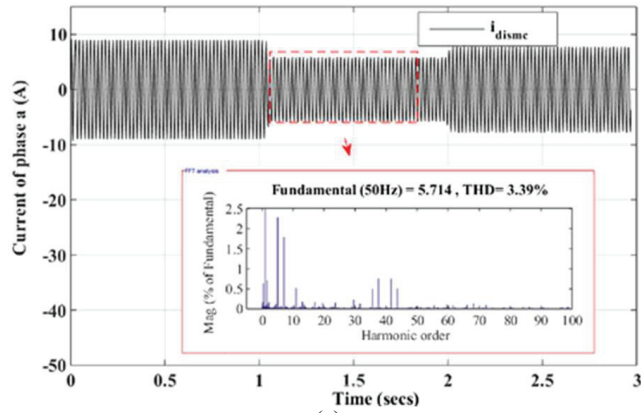 15
10
5
0
-5
-10
-20
-30
-40
-50
Current of phase a (A)
i_dismc
FFT analysis
Fundamental (50Hz) = 5.714 , THD= 3.39%
2.5
2
1.5
1
0.5
0
Mag (% of Fundamental)
0 10 20 30 40 50 60 70 80 90 100
Harmonic order
0 0.5 1 1.5 2 2.5 3
Time (secs)